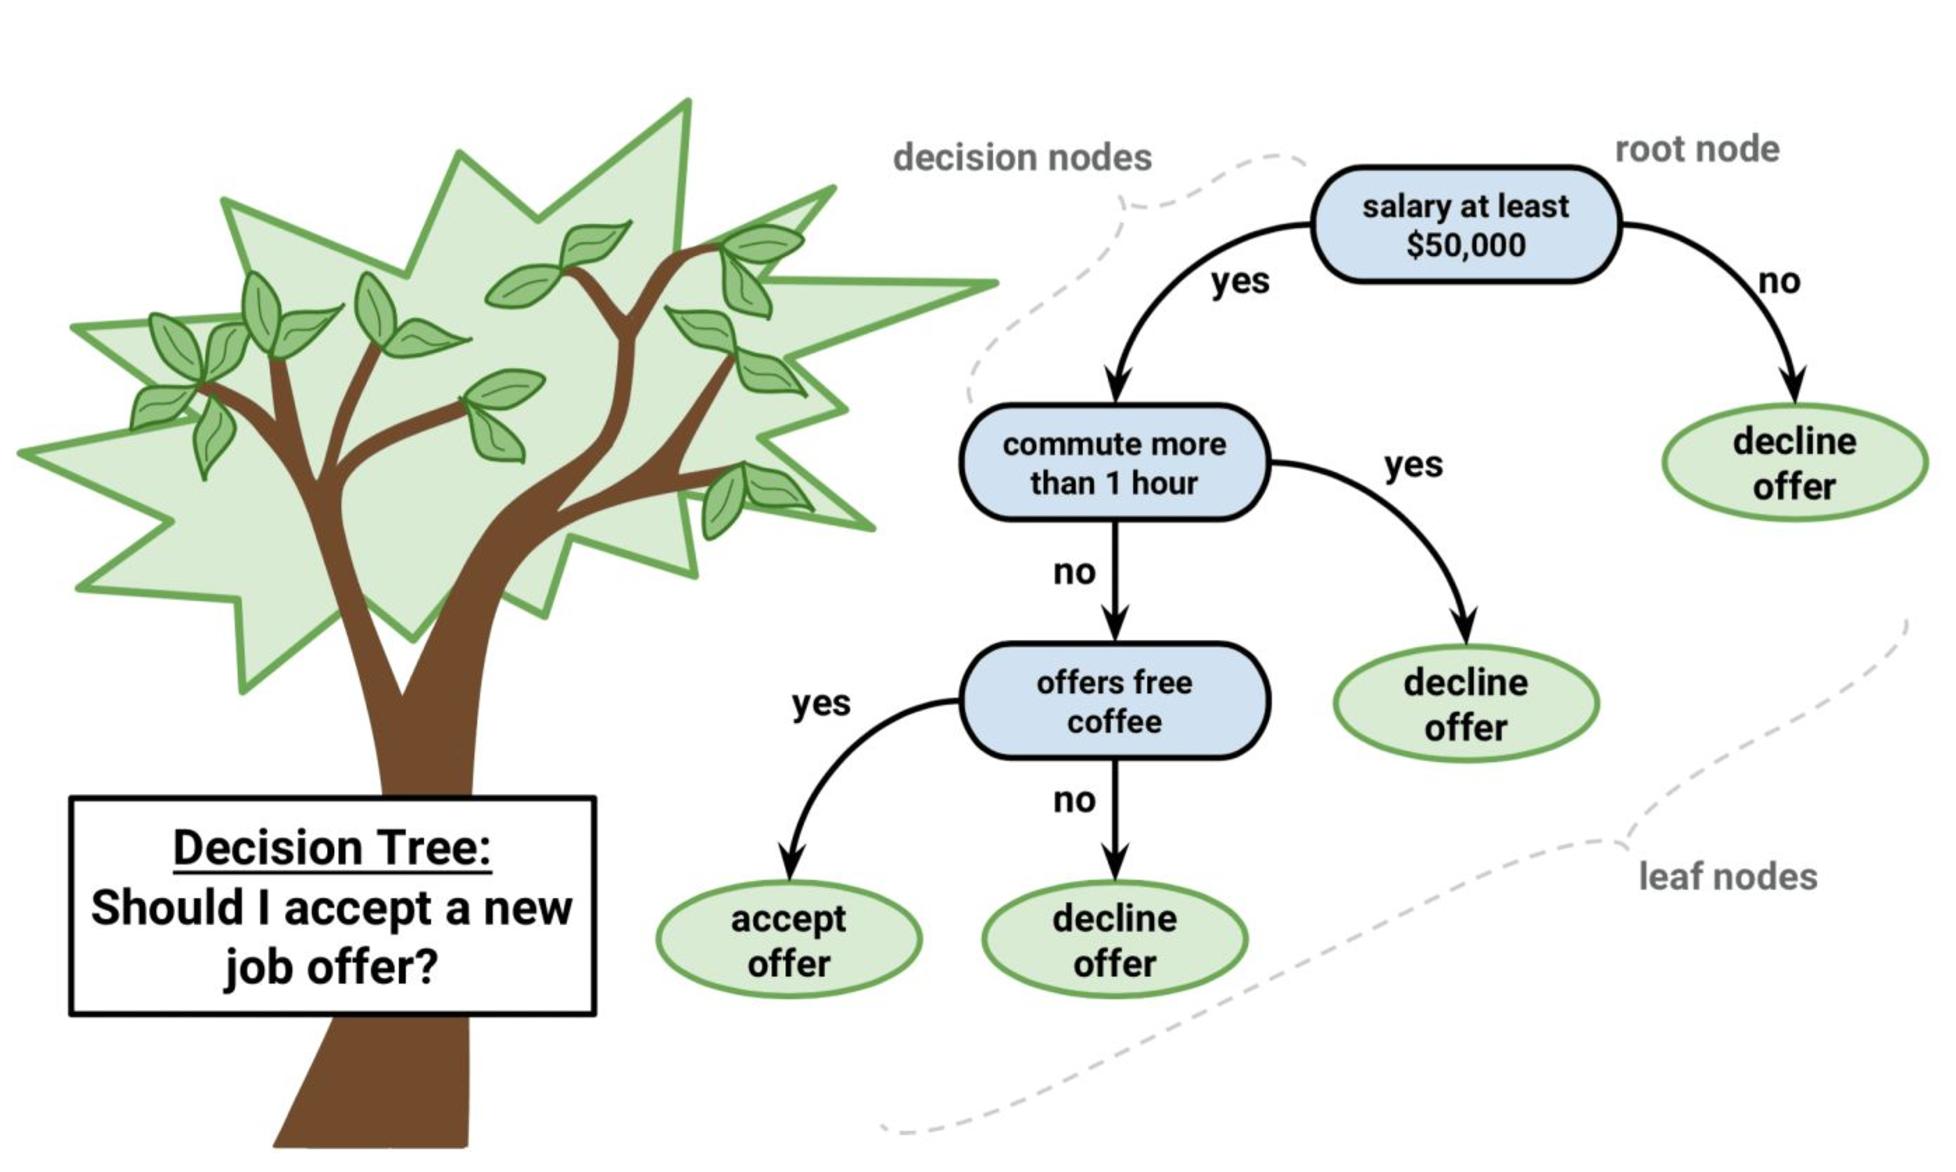 decision nodes
root node
salary at least
$50,000
yes
no
commute more
than 1 hour
yes
decline
offer
no
offers free
coffee
yes
decline
offer
no
accept
offer
decline
offer
leaf nodes
Decision Tree:
Should I accept a new
job offer?